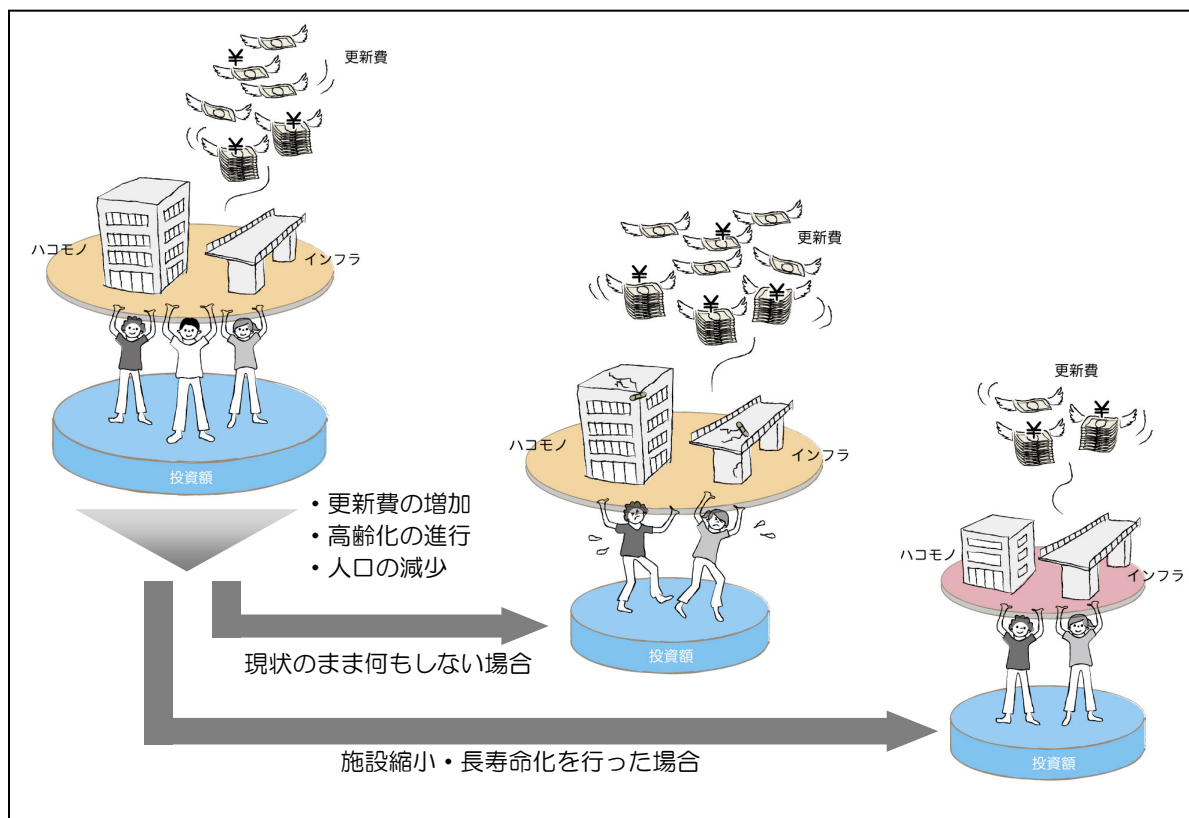 更新費
¥
¥
¥
ハコモノ
インフラ
投資額
・更新費の増加
・高齢化の進行
・人口の減少
更新費
¥
¥
¥
¥
ハコモノ
インフラ
投資額
現状のまま何もしない場合
更新費
¥
¥
ハコモノ
インフラ
投資額
施設縮小・長寿命化を行った場合